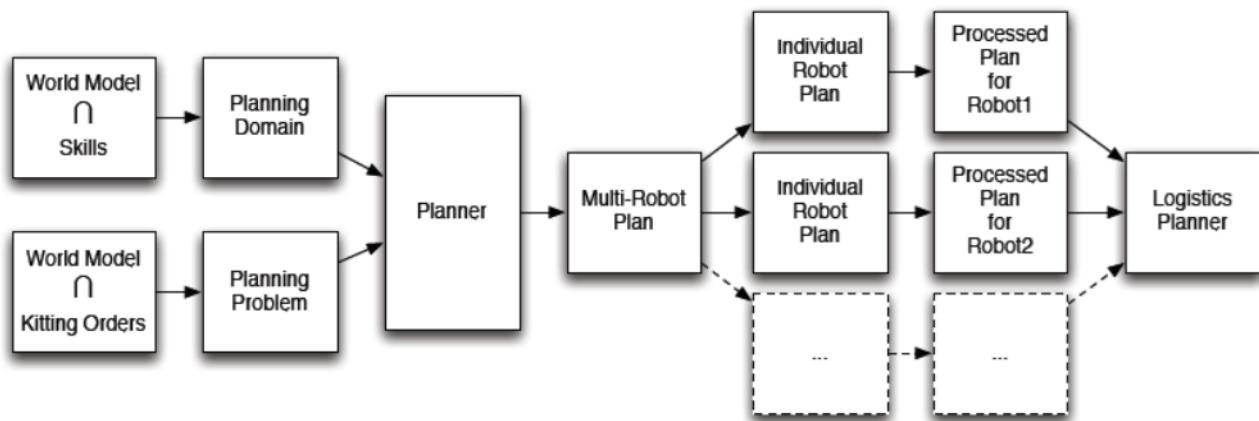 World Model
∩
Skills
Planning
Domain
World Model
∩
Kitting Orders
Planning
Problem
Planner
Multi-Robot
Plan
Individual
Robot
Plan
Processed
Plan
for
Robot1
Individual
Robot
Plan
Processed
Plan
for
Robot2
...
...
Logistics
Planner